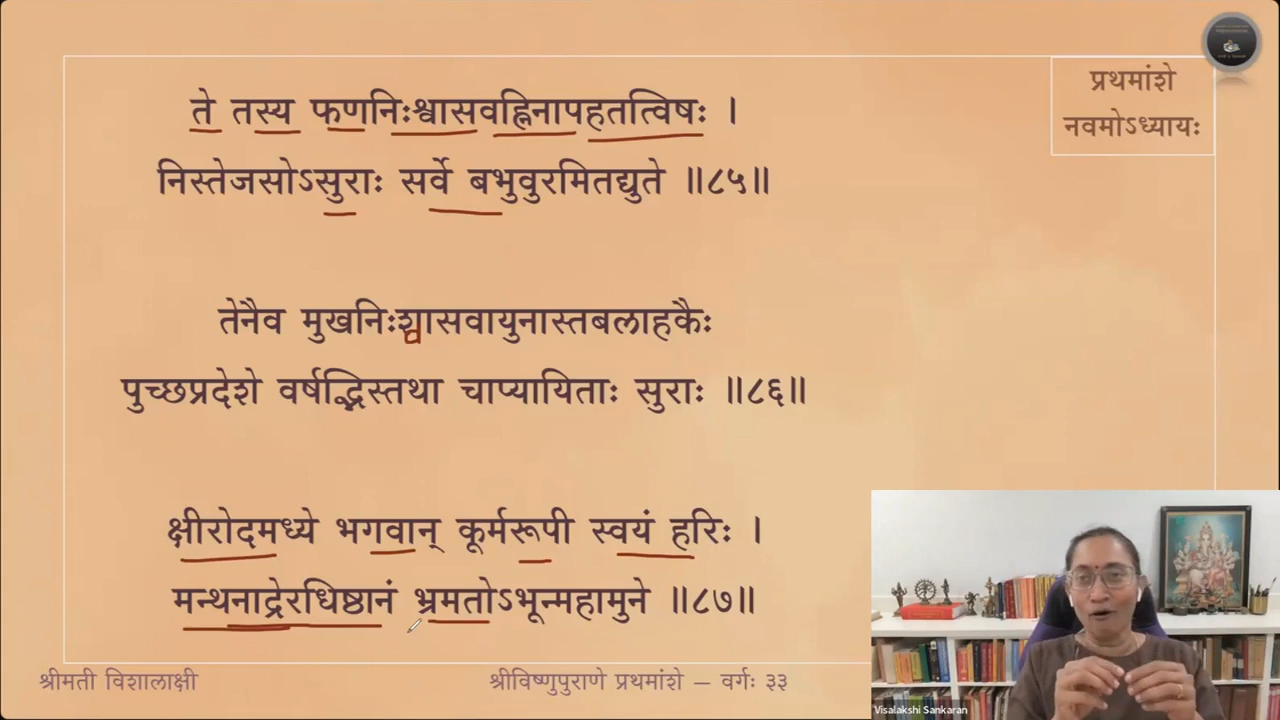 प्रथमांशे
नवमोऽध्यायः
ते तस्य फणनिःश्वासवह्निनापहतत्विषः ।
निस्तेजसोऽसुराः सर्वे बभुवुरमितद्युते ॥८५॥
तेनैव मुखनिःश्वासवायुनास्तबलाहकैः
पुच्छप्रदेशे वर्षद्भिस्तथा चाप्यायिताः सुराः ॥८६॥
क्षीरोदमध्ये भगवान् कूर्मरूपी स्वयं हरिः ।
मन्थनाद्रेरधिष्ठानं भ्रमतोऽभून्महामुने ॥८७॥
श्रीमती विशालाक्षी
श्रीविष्णुपुराणे प्रथमांशे – वर्गः ३३
Visalakshi Sankaran